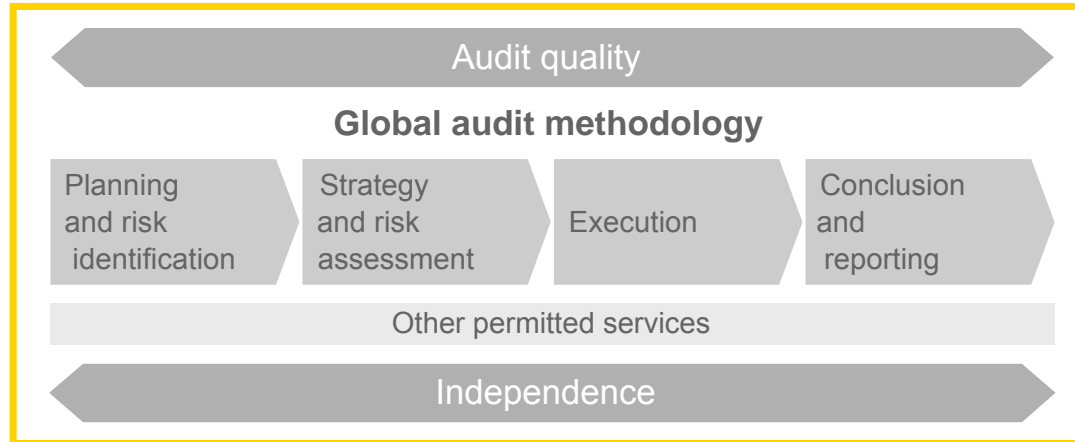 Audit quality
Global audit methodology
Planning
and risk
identification
Strategy
and risk
assessment
Execution
Conclusion
and
reporting
Other permitted services
Independence